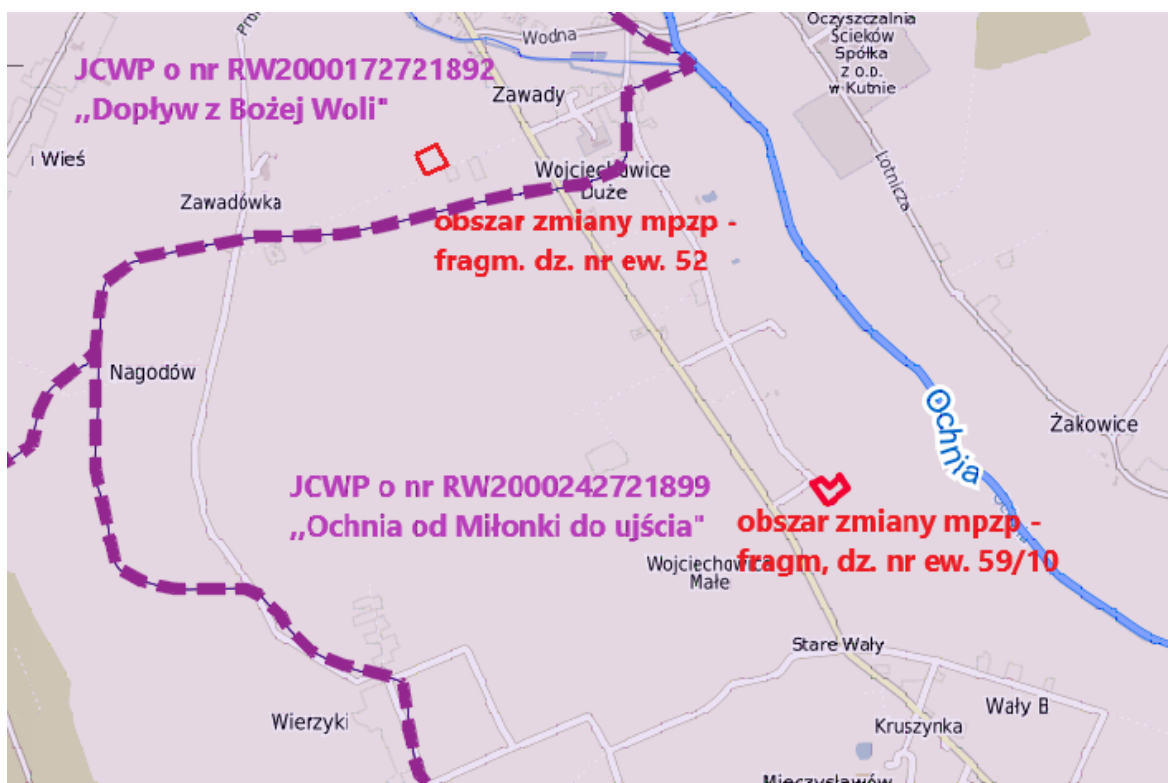 Oczyszczalnia
Ścieków
Spółka
Z O.O.
w Kutnie
Wodna
JCWP o nr RW2000172721892
,,Dopływ z Bożej Woli"
Zawady
Lotnicza
i Wieś
Wojciechowice
Duże
Zawadówka
obszar zmiany mpzp -
fragm. dz. nr ew. 52
Nagodów
Ochnia
Żakowice
JCWP o nr RW2000242721899
,,Ochnia od Miłonki do ujścia"
obszar zmiany mpzp -
fragm, dz. nr ew. 59/10
Wojciechowice
Małe
Stare Wały
Wały B
Wierzyki
Kruszynka
Mieczysławów